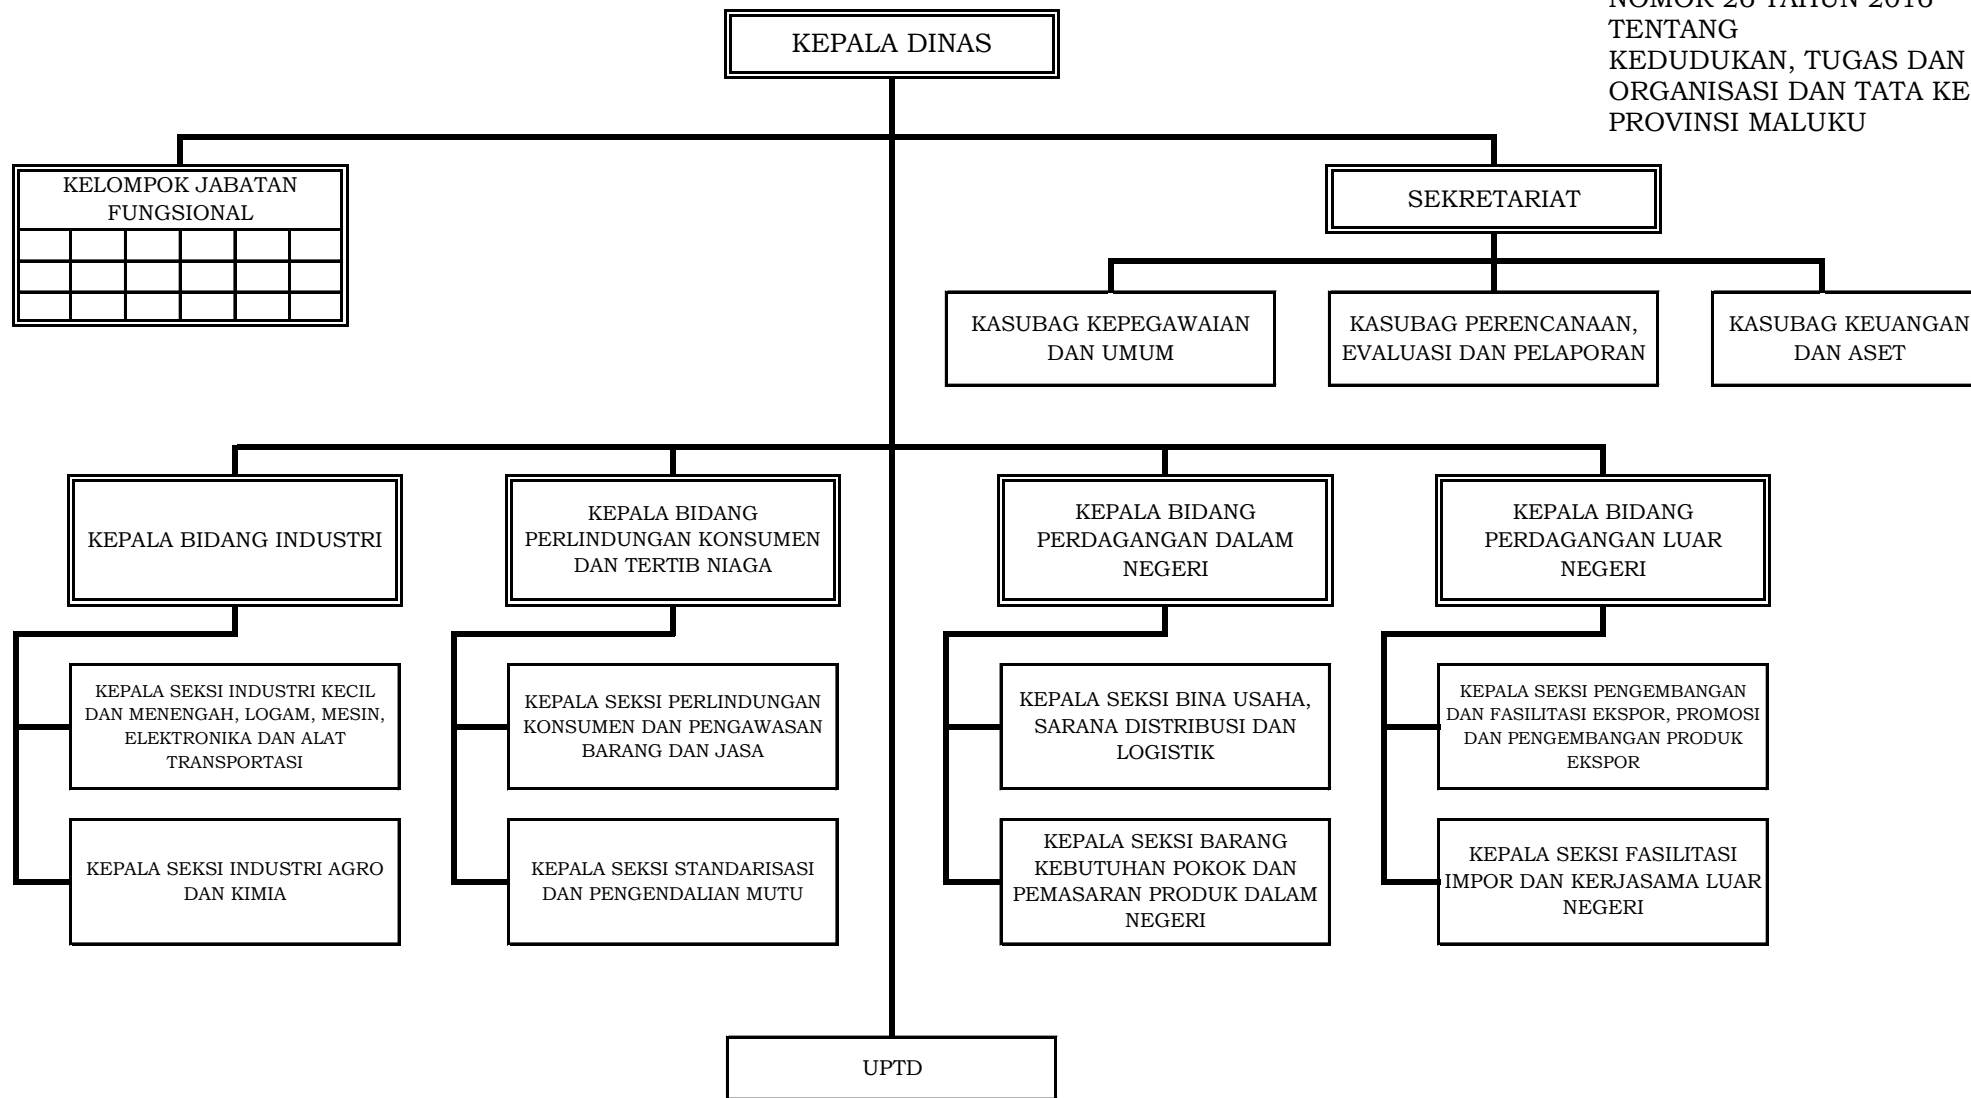 NOMOR 26 TAHUN 2016
TENTANG
KEDUDUKAN, TUGAS DAN
ORGANISASI DAN TATA KE
PROVINSI MALUKU
KEPALA DINAS
KELOMPOK JABATAN
FUNGSIONAL
SEKRETARIAT
KASUBAG KEPEGAWAIAN
DAN UMUM
KASUBAG PERENCANAAN,
EVALUASI DAN PELAPORAN
KASUBAG KEUANGAN
DAN ASET
KEPALA BIDANG INDUSTRI
KEPALA BIDANG
PERLINDUNGAN KONSUMEN
DAN TERTIB NIAGA
KEPALA BIDANG
PERDAGANGAN DALAM
NEGERI
KEPALA BIDANG
PERDAGANGAN LUAR
NEGERI
KEPALA SEKSI INDUSTRI KECIL
DAN MENENGAH, LOGAM, MESIN,
ELEKTRONIKA DAN ALAT
TRANSPORTASI
KEPALA SEKSI PERLINDUNGAN
KONSUMEN DAN PENGAWASAN
BARANG DAN JASA
KEPALA SEKSI BINA USAHA,
SARANA DISTRIBUSI DAN
LOGISTIK
KEPALA SEKSI PENGEMBANGAN
DAN FASILITASI EKSPOR, PROMOSI
DAN PENGEMBANGAN PRODUK
EKSPOR
KEPALA SEKSI INDUSTRI AGRO
DAN KIMIA
KEPALA SEKSI STANDARISASI
DAN PENGENDALIAN MUTU
KEPALA SEKSI BARANG
KEBUTUHAN POKOK DAN
PEMASARAN PRODUK DALAM
NEGERI
KEPALA SEKSI FASILITASI
IMPOR DAN KERJASAMA LUAR
NEGERI
UPTD